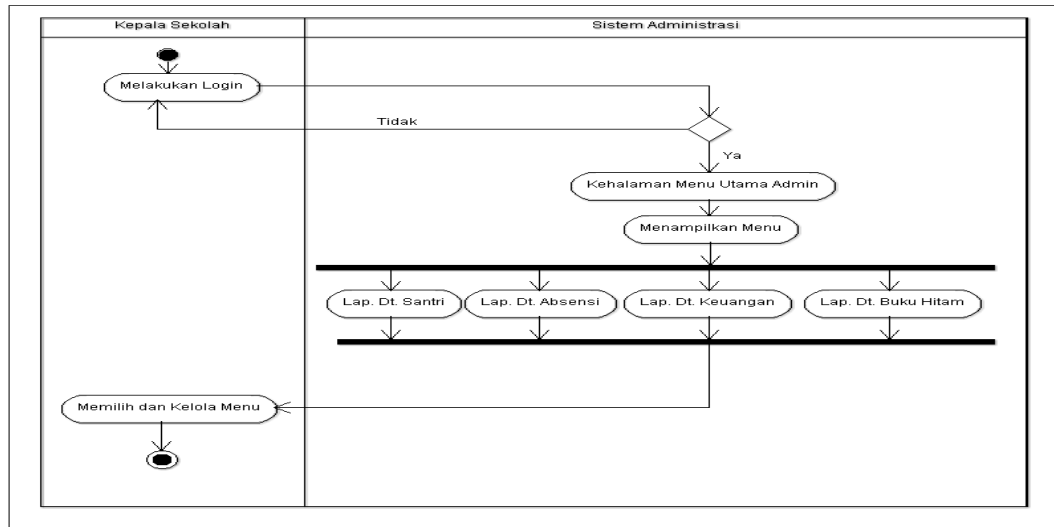 Kepala Sekolah
Sistem Administrasi
Melakukan Login
Tidak
Ya
Kehalaman Menu Utama Admin
Menampilkan Menu
Lap. Dt. Santri
Lap. Dt. Absensi
Lap. Dt. Keuangan
Lap. Dt. Buku Hitam
Memilih dan Kelola Menu